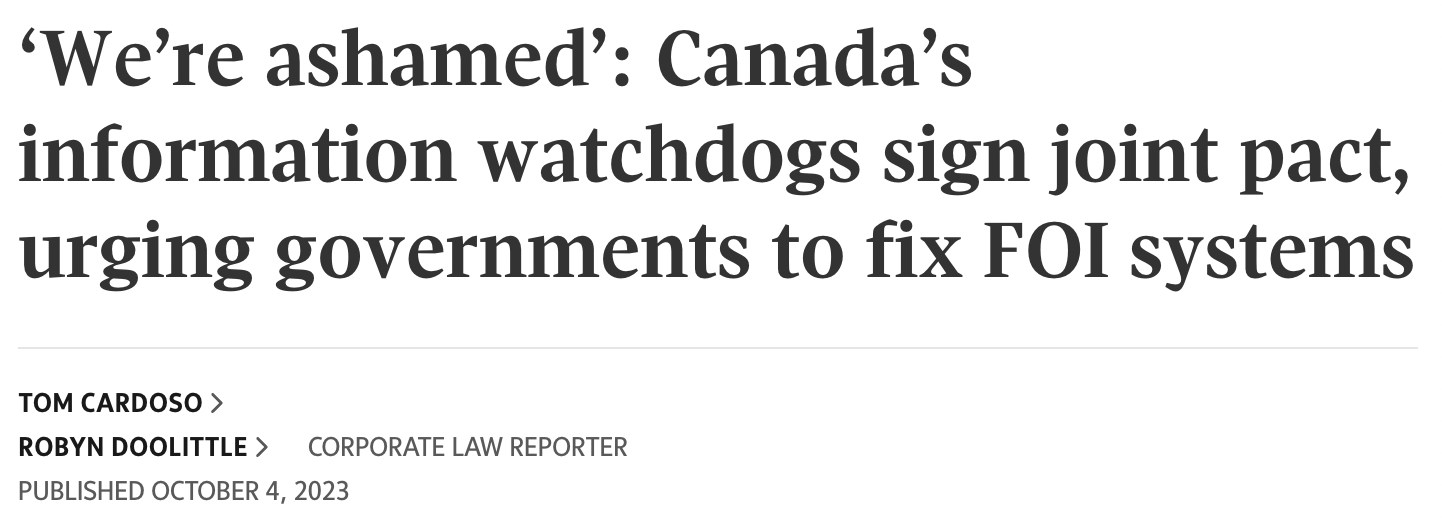 ‘We’re ashamed’: Canada’s
information watchdogs sign joint pact,
urging governments to fix FOI systems
TOM CARDOSO >
ROBYN DOOLITTLE > CORPORATE LAW REPORTER
PUBLISHED OCTOBER 4, 2023